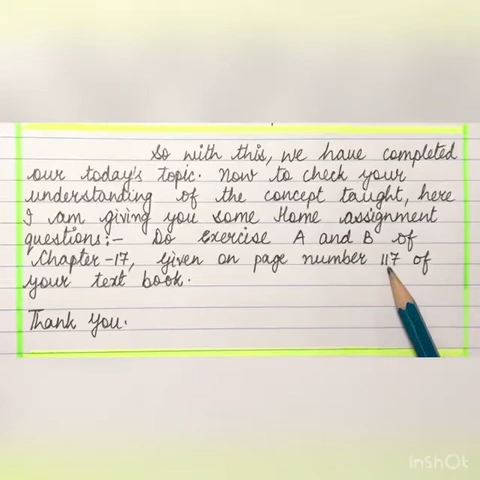 So with this, we have completed
our today's topic. Now to check your
understanding of the concept taught, here
I am giving you some Home assignment
questions:- Do Exercise A and B of
Chapter-17, Given on page number 117 of
your text book.
Thank you.
inShOt